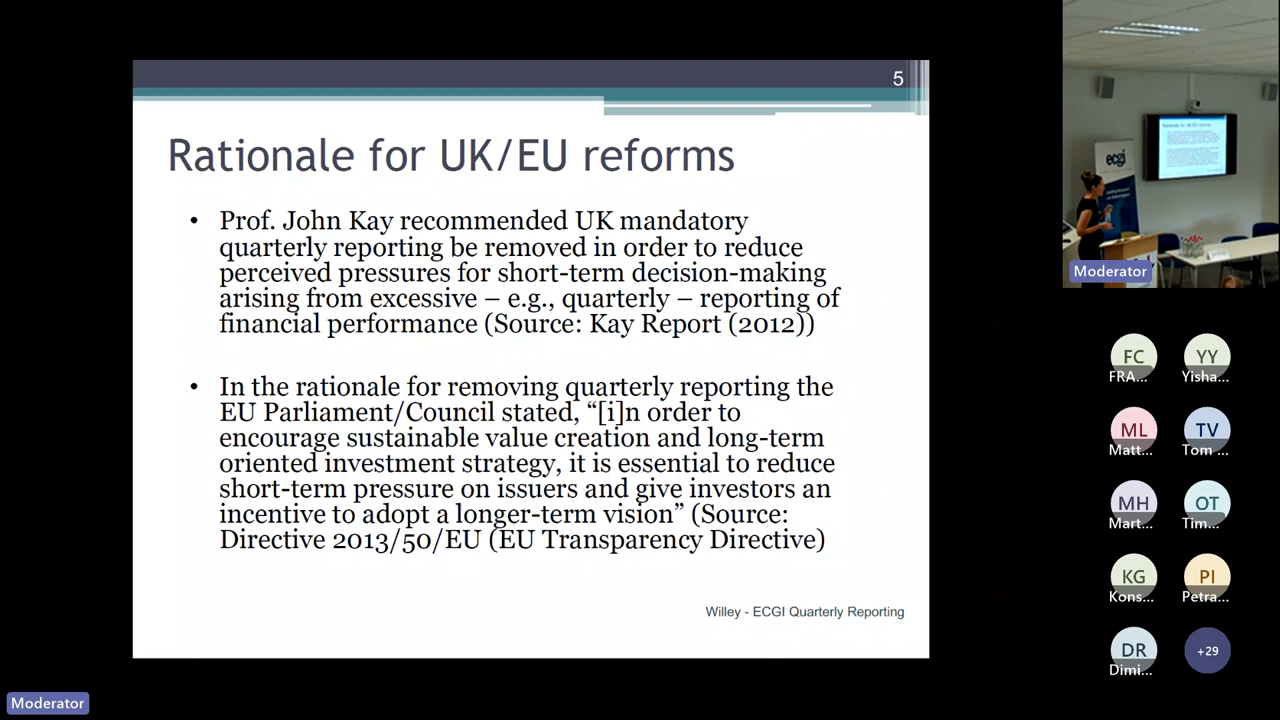 5
Rationale for UK/EU reforms
• Prof. John Kay recommended UK mandatory
quarterly reporting be removed in order to reduce
perceived pressures for short-term decision-making
arising from excessive – e.g., quarterly – reporting of
financial performance (Source: Kay Report (2012))
• In the rationale for removing quarterly reporting the
EU Parliament/Council stated, “[i]n order to
encourage sustainable value creation and long-term
oriented investment strategy, it is essential to reduce
short-term pressure on issuers and give investors an
incentive to adopt a longer-term vision” (Source:
Directive 2013/50/EU (EU Transparency Directive)
Willey - ECGI Quarterly Reporting
Moderator
ecgi
Rationale for UK/EU reforms
Moderator
FC
FRA...
YY
Yisha...
ML
Matt...
TV
Tom ...
MH
Mart...
OT
Tim...
KG
Kons...
PI
Petra...
DR
Dimi...
+29